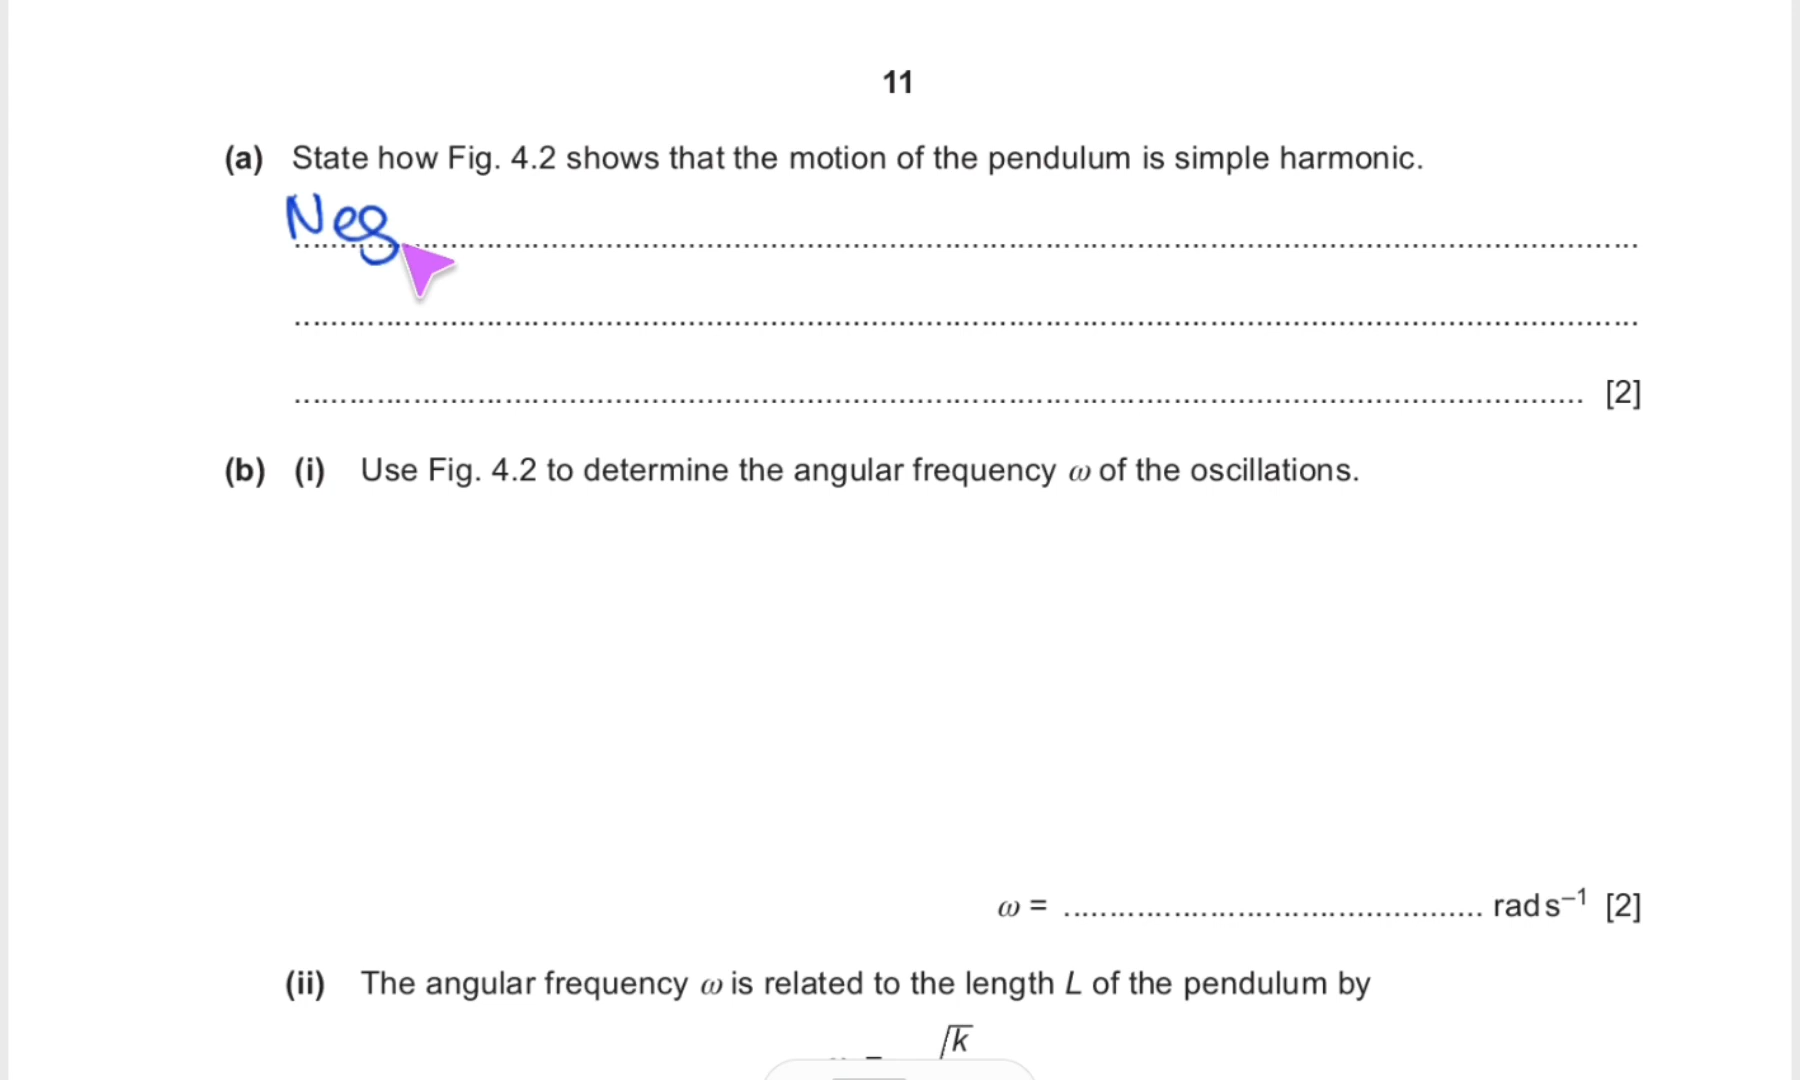 11
(a) State how Fig. 4.2 shows that the motion of the pendulum is simple harmonic.
Neg
[2]
(b) (i) Use Fig. 4.2 to determine the angular frequency ω of the oscillations.
ω = ................................................ rad s⁻¹ [2]
(ii) The angular frequency ω is related to the length L of the pendulum by
√k